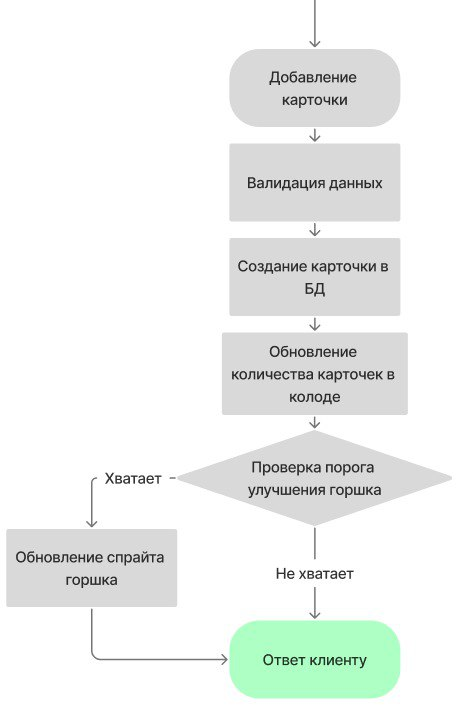 Добавление
карточки
Валидация данных
Создание карточки в
БД
Обновление
количества карточек в
колоде
Проверка порога
улучшения горшка
Хватает
Обновление спрайта
горшка
Не хватает
Ответ клиенту